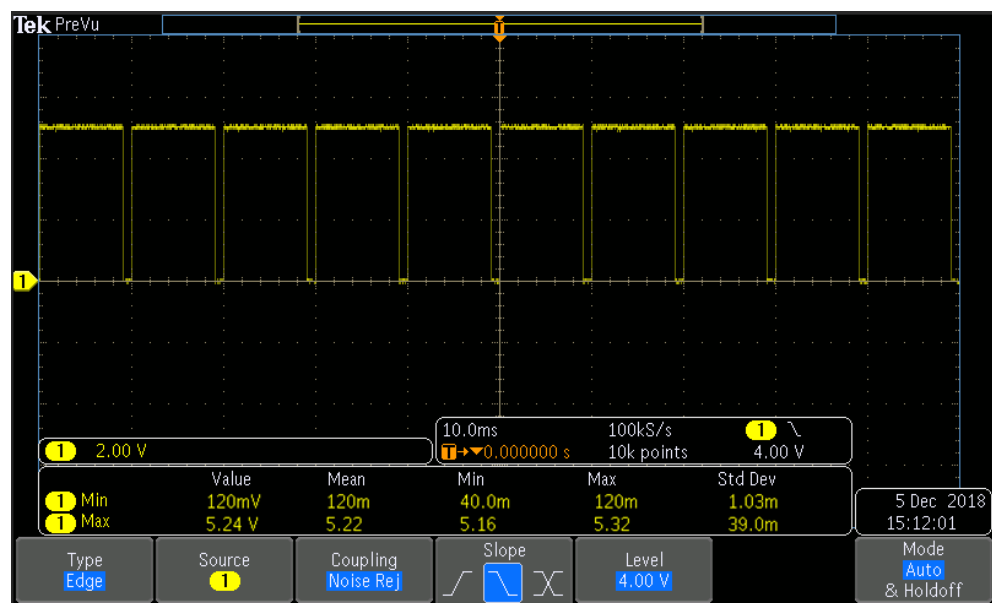 Tek PreVu
T
1
1 2.00 V
10.0ms 100kS/s 1
T→▼0.000000 s 10k points 4.00 V
Value Mean Min Max Std Dev
1 Min 120mV 120m 40.0m 120m 1.03m
1 Max 5.24 V 5.22 5.16 5.32 39.0m
5 Dec 2018
15:12:01
Type
Edge
Source
1
Coupling
Noise Rej
Slope
Level
4.00 V
Mode
Auto
& Holdoff